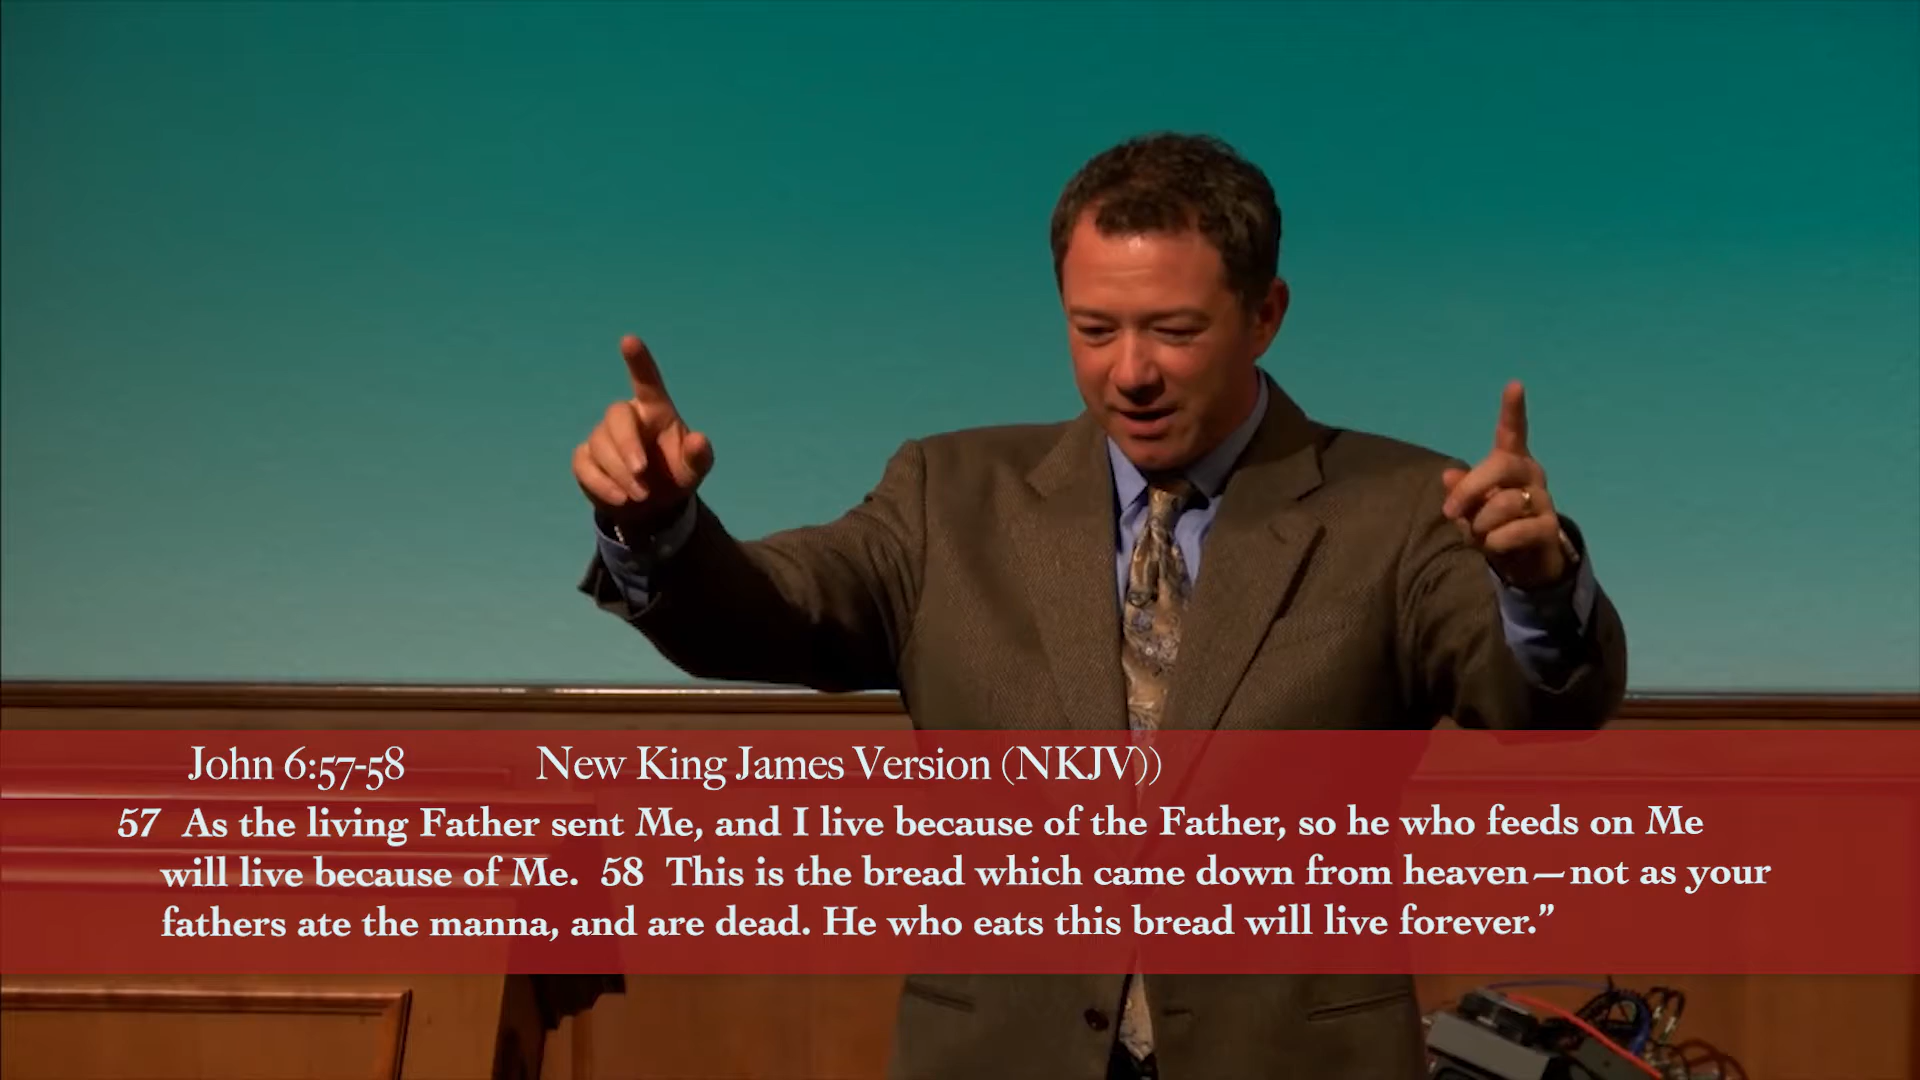 John 6:57-58 New King James Version (NKJV))
57 As the living Father sent Me, and I live because of the Father, so he who feeds on Me
will live because of Me. 58 This is the bread which came down from heaven—not as your
fathers ate the manna, and are dead. He who eats this bread will live forever.”